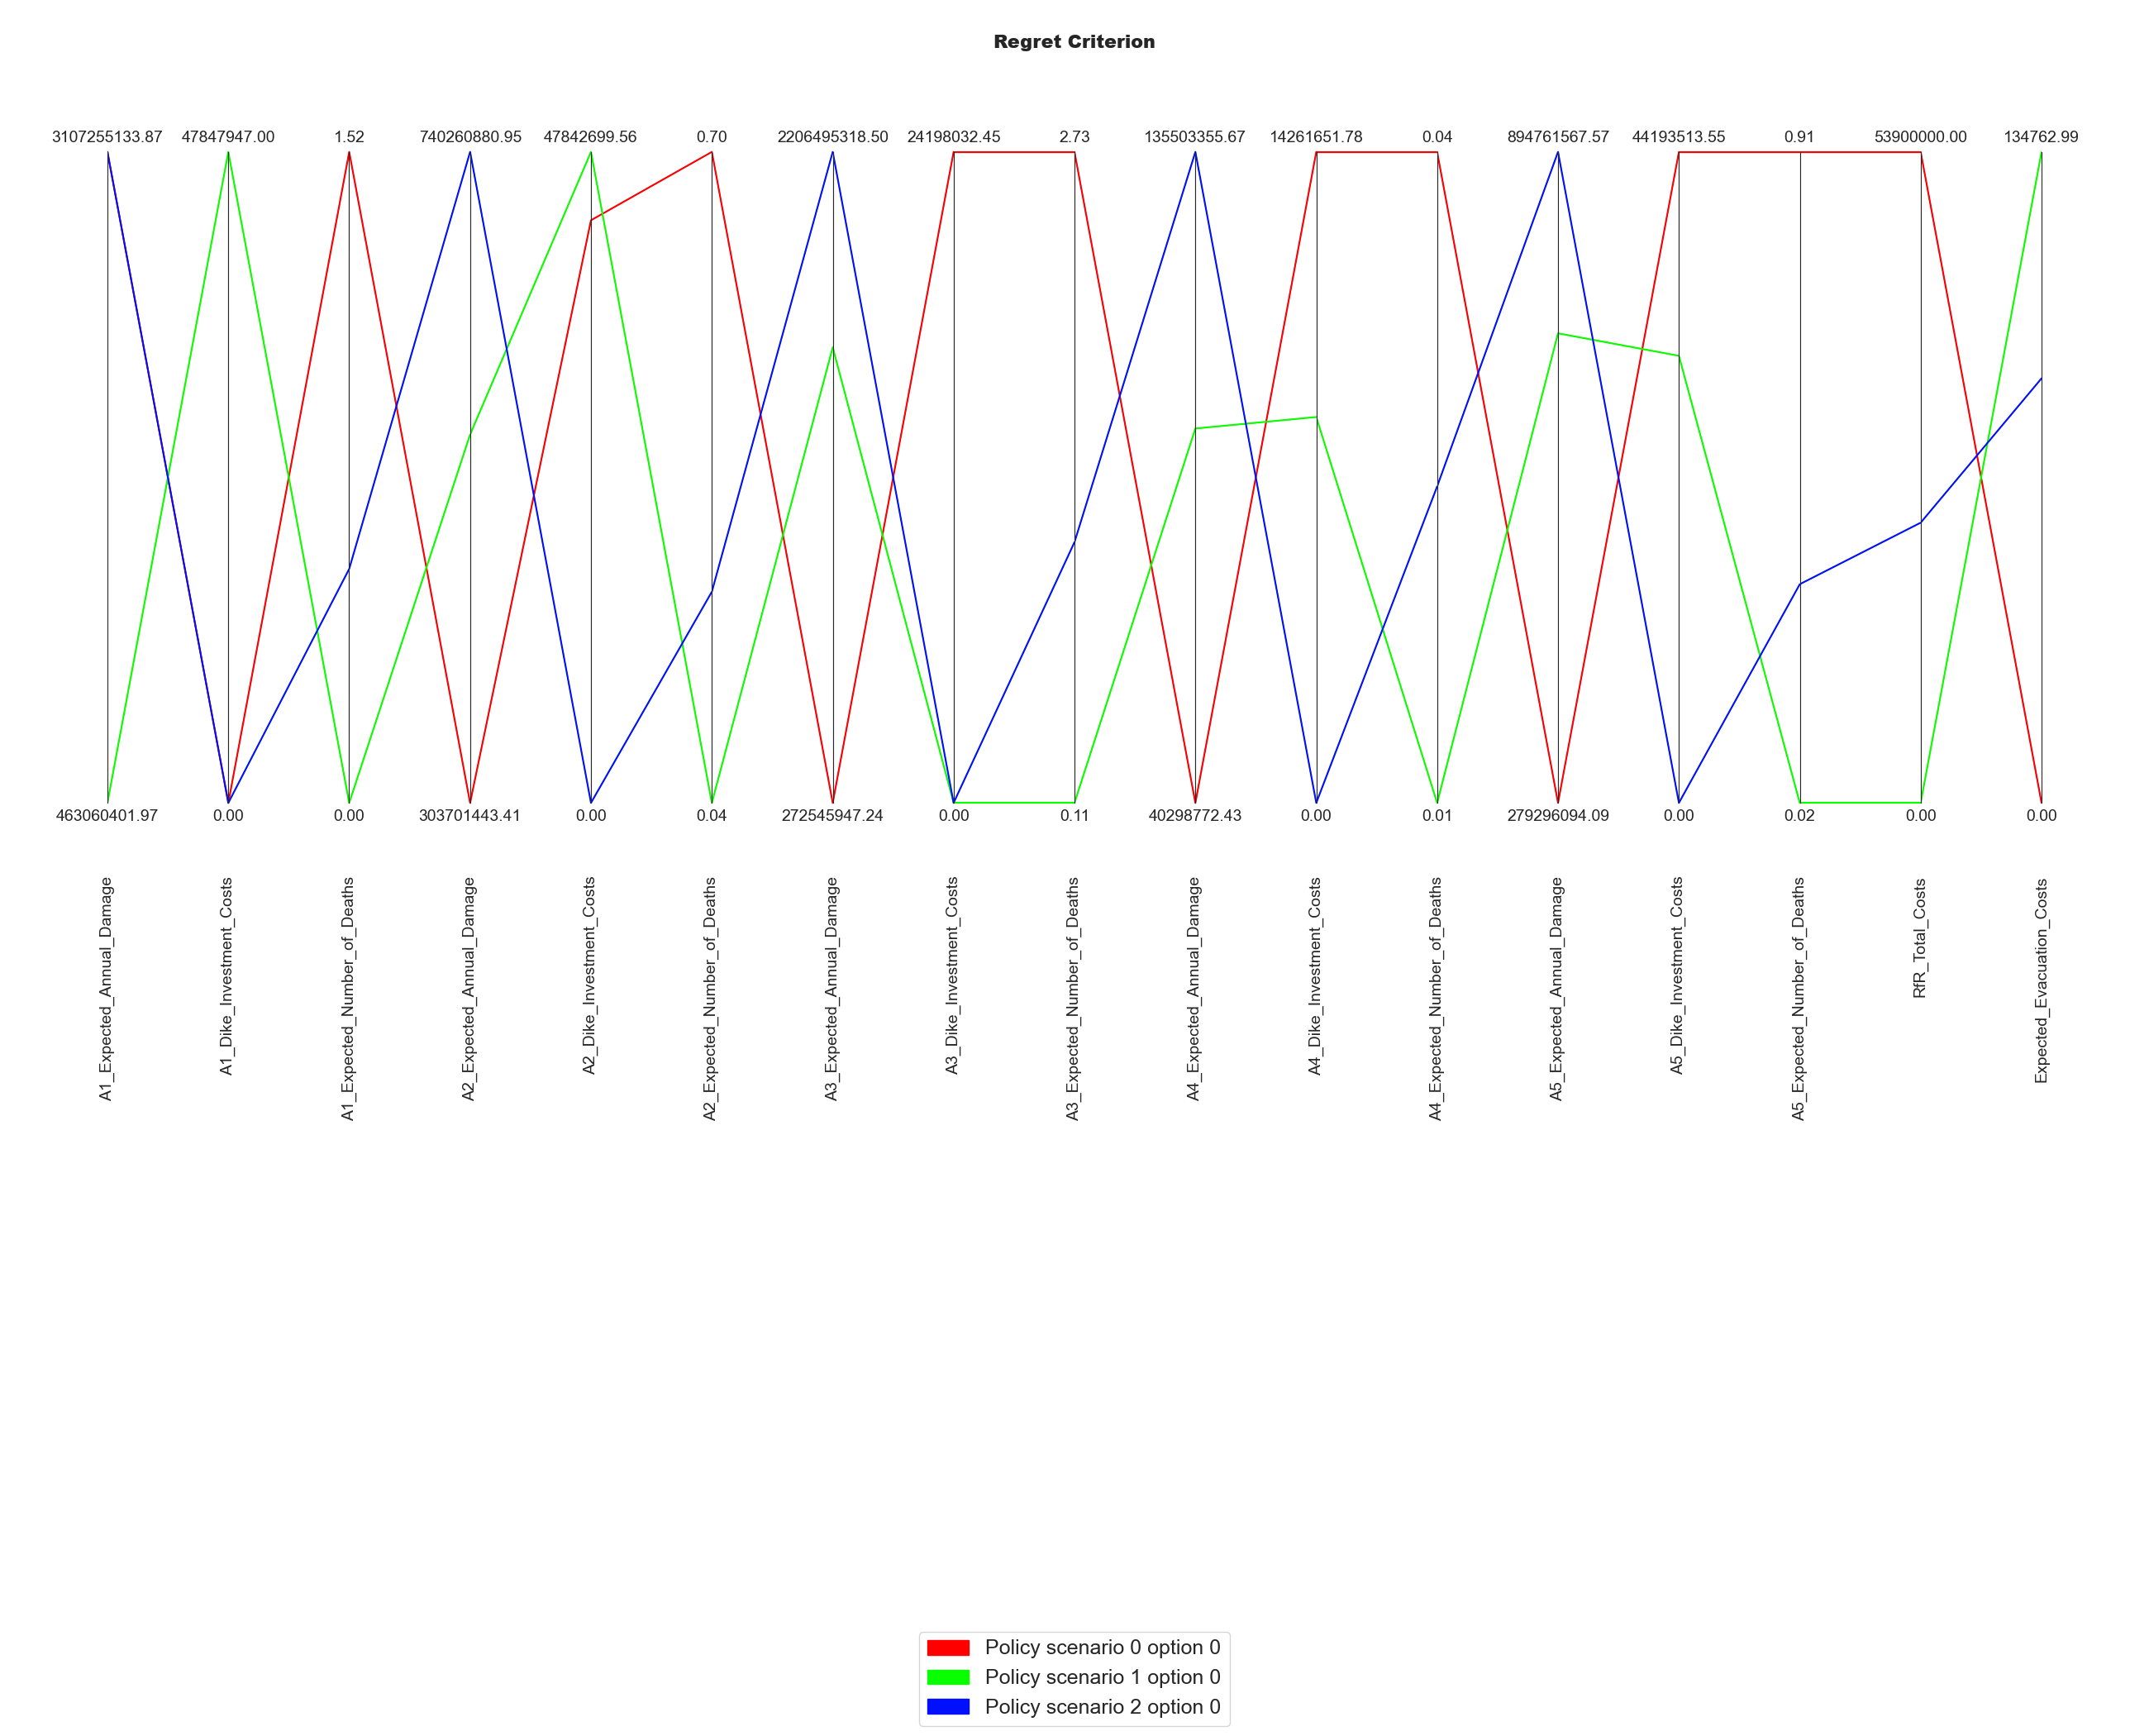 Regret Criterion
3107255133.87 47847947.00 1.52 740260880.95 47842699.56 0.70 2206495318.50 24198032.45 2.73 135503355.67 14261651.78 0.04 894761567.57 44193513.55 0.91 53900000.00 134762.99
463060401.97 0.00 0.00 303701443.41 0.00 0.04 272545947.24 0.00 0.11 40298772.43 0.00 0.01 279296094.09 0.00 0.02 0.00 0.00
A1_Expected_Annual_Damage
A1_Dike_Investment_Costs
A1_Expected_Number_of_Deaths
A2_Expected_Annual_Damage
A2_Dike_Investment_Costs
A2_Expected_Number_of_Deaths
A3_Expected_Annual_Damage
A3_Dike_Investment_Costs
A3_Expected_Number_of_Deaths
A4_Expected_Annual_Damage
A4_Dike_Investment_Costs
A4_Expected_Number_of_Deaths
A5_Expected_Annual_Damage
A5_Dike_Investment_Costs
A5_Expected_Number_of_Deaths
RfR_Total_Costs
Expected_Evacuation_Costs
Policy scenario 0 option 0
Policy scenario 1 option 0
Policy scenario 2 option 0